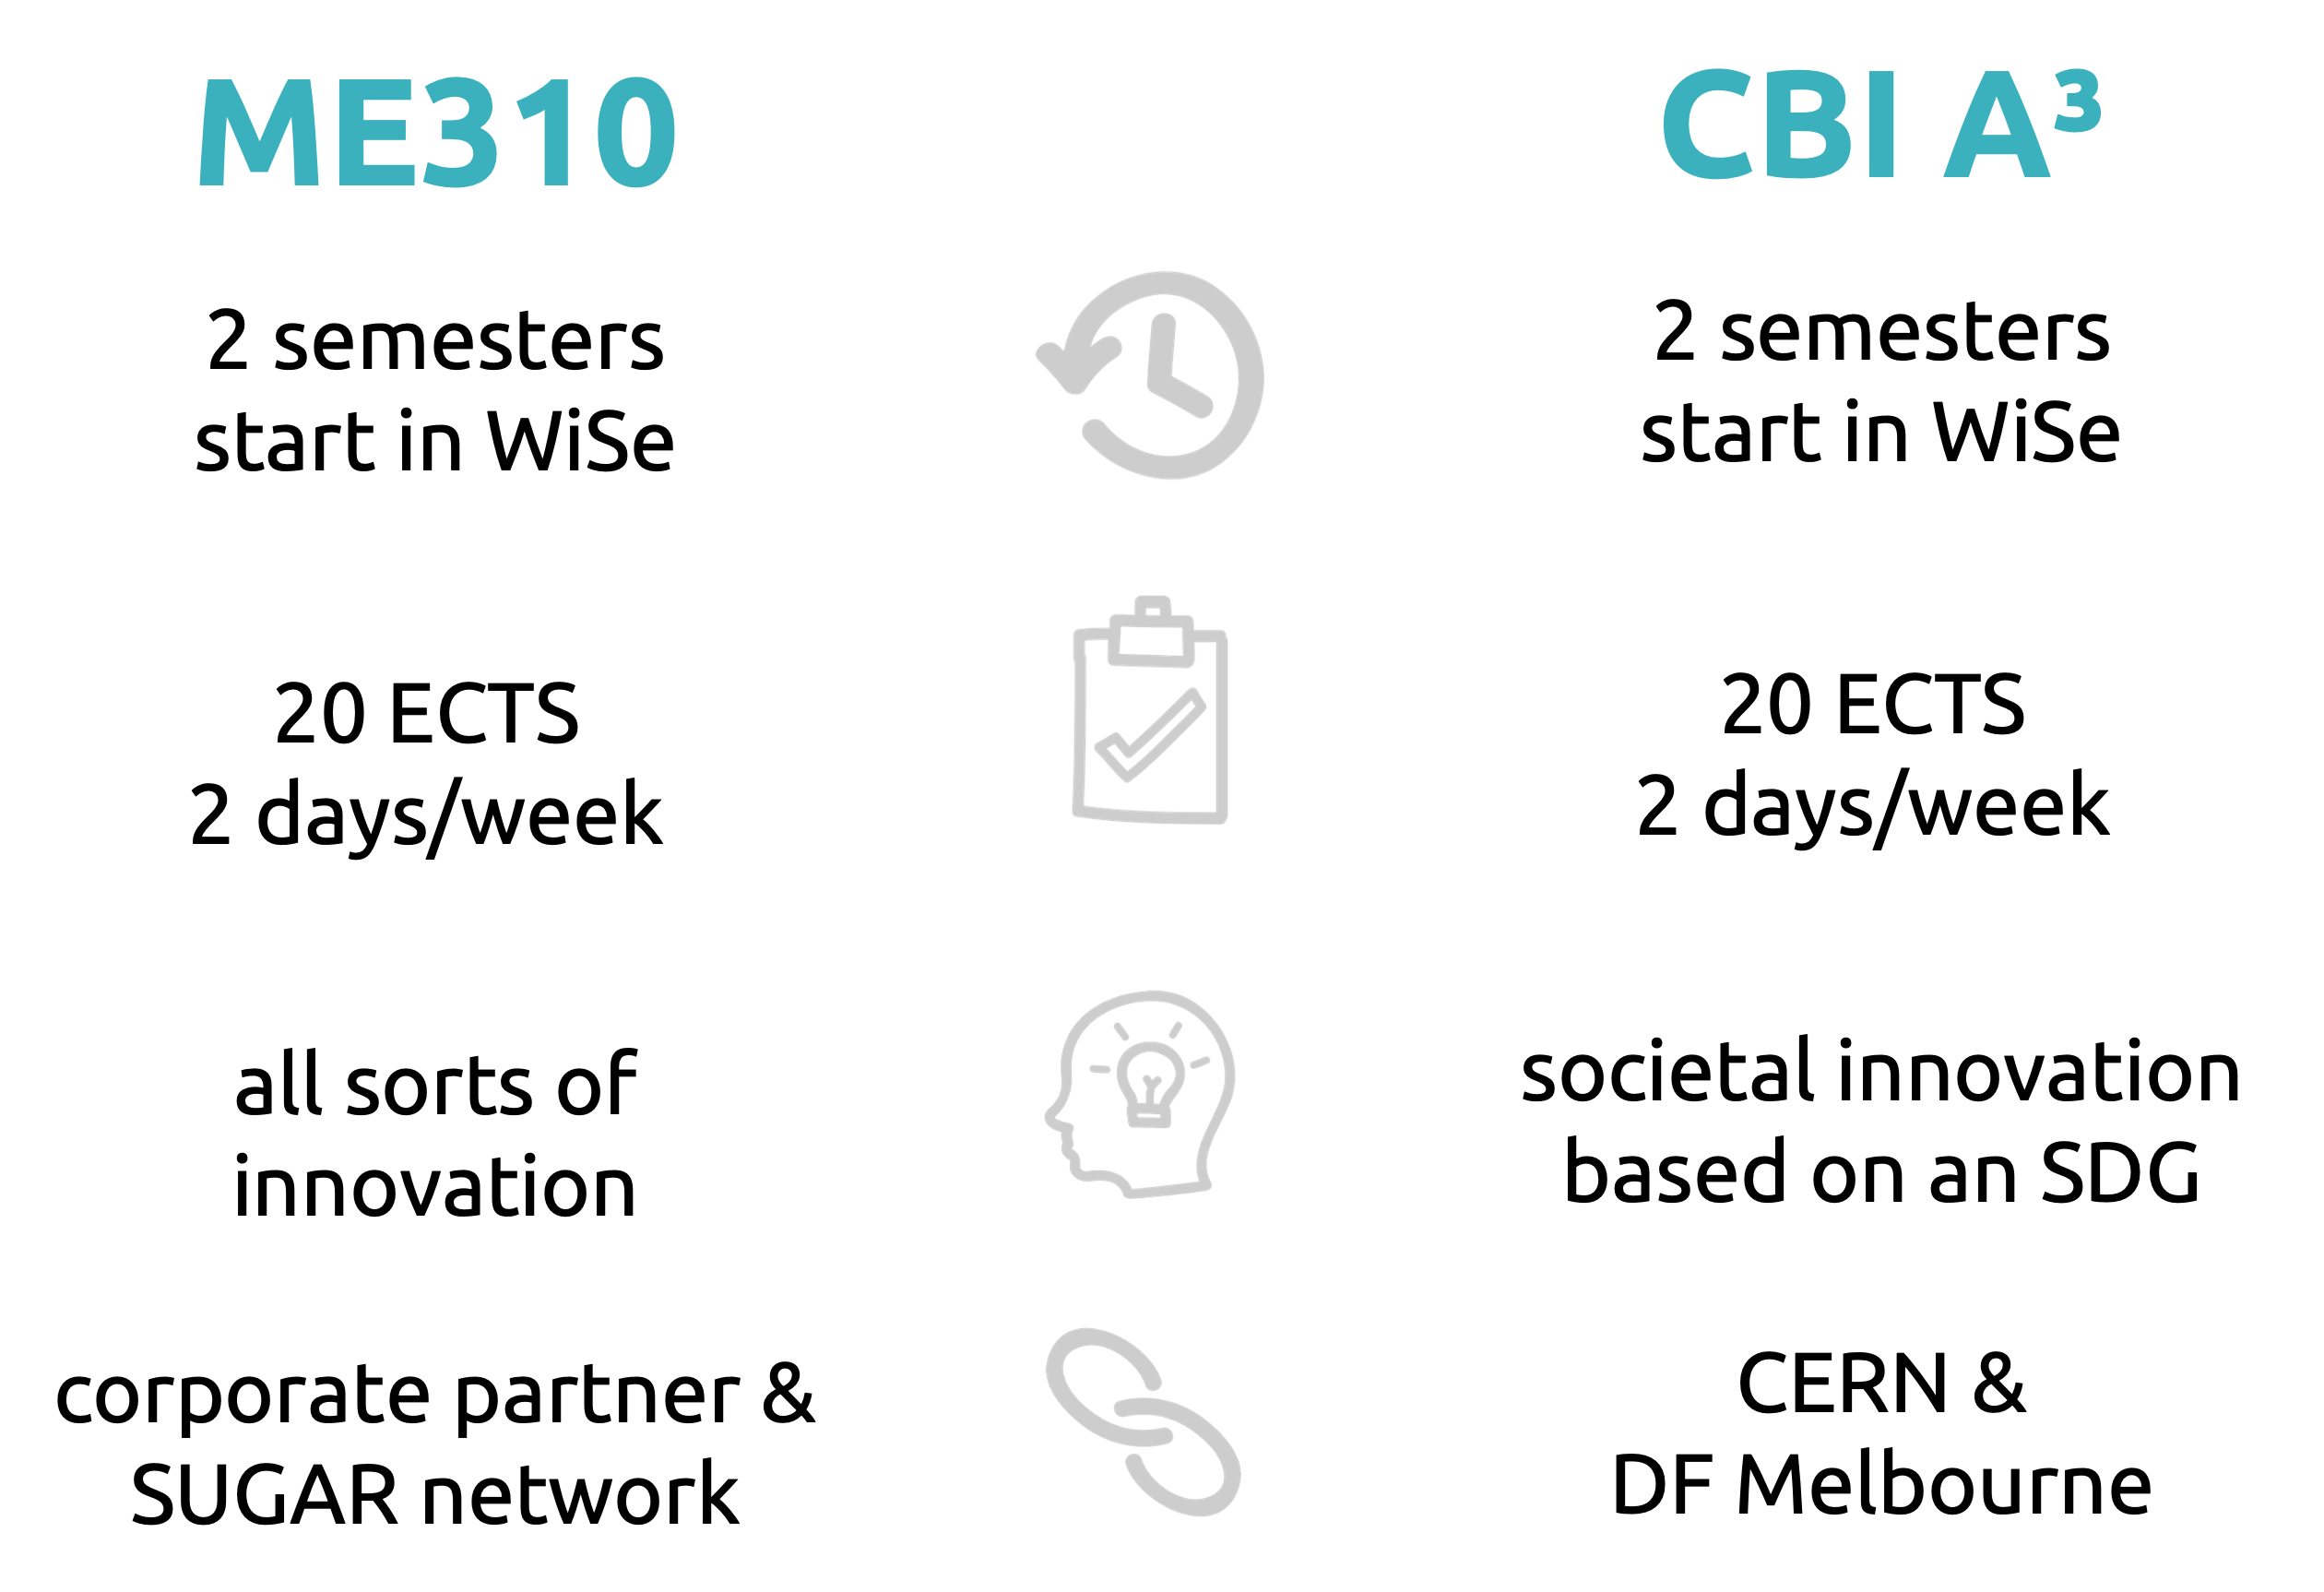 ME310
CBI A³
2 semesters
start in WiSe
2 semesters
start in WiSe
20 ECTS
2 days/week
20 ECTS
2 days/week
all sorts of
innovation
societal innovation
based on an SDG
corporate partner &
SUGAR network
CERN &
DF Melbourne